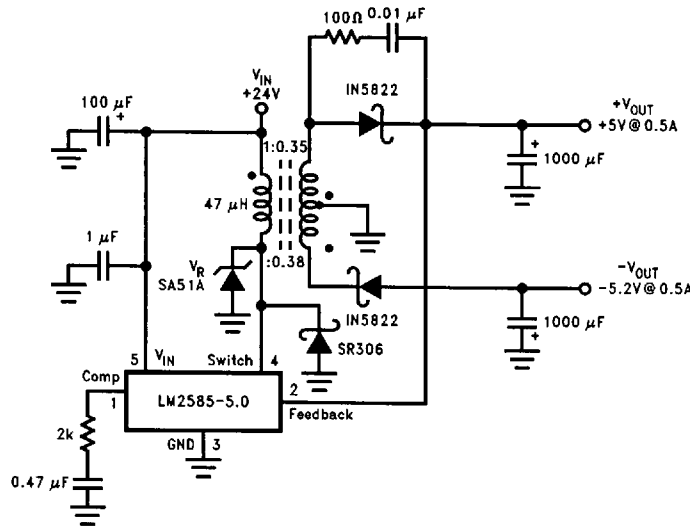 100Ω
0.01 μF
V_IN
+24V
IN5822
100 μF
+
+V_OUT
+5V@0.5A
1:0.35
+
1000 μF
47 μH
1 μF
V_R
SA51A
:0.38
-V_OUT
-5.2V@0.5A
IN5822
1000 μF
+
5
V_IN
Switch
4
SR306
Comp
1
LM2585-5.0
2
Feedback
2k
GND
3
0.47 μF